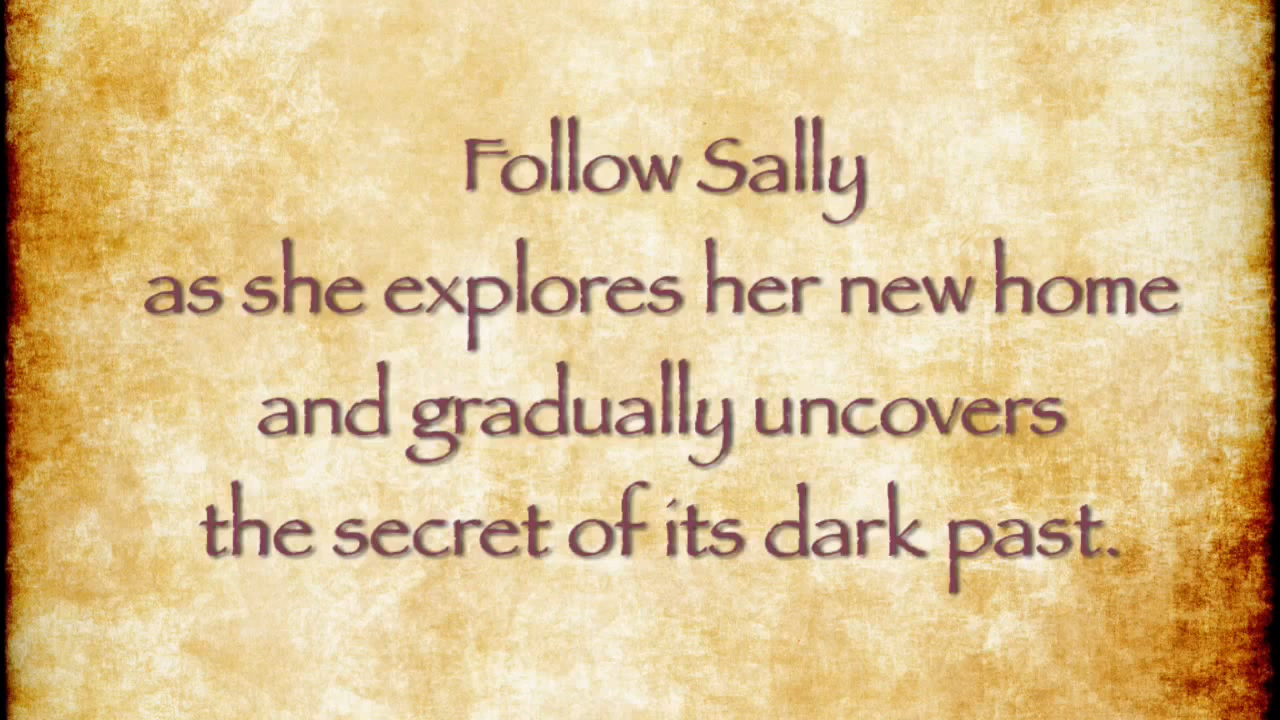 Follow Sally
as she explores her new home
and gradually uncovers
the secret of its dark past.